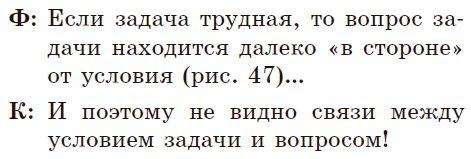 Ф: Если задача трудная, то вопрос за-
дачи находится далеко «в стороне»
от условия (рис. 47)...
К: И поэтому не видно связи между
условием задачи и вопросом!